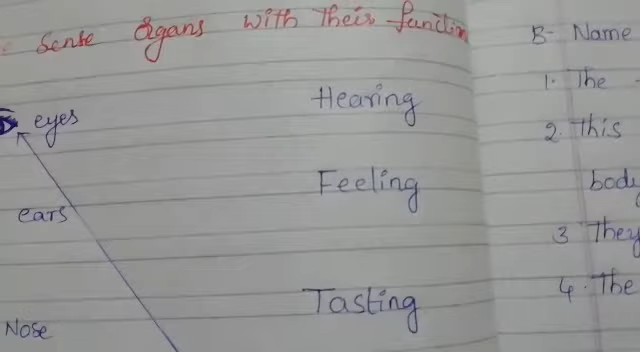 Sense Organs with Their function
eyes
ears
Nose
Hearing
Feeling
Tasting
B- Name
1. The
2. This
body
3 They
4. The